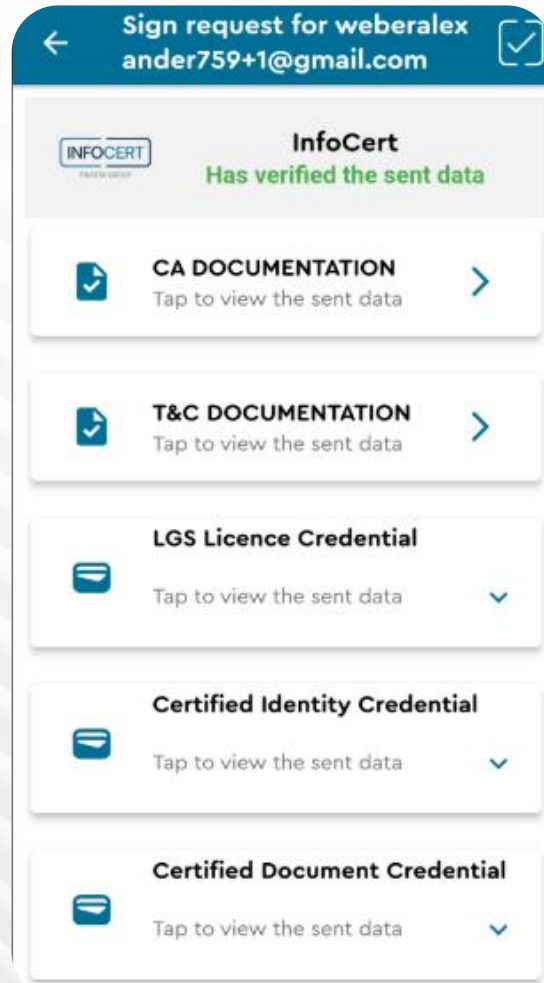 Sign request for weberalex
ander759+1@gmail.com
INFOCERT
InfoCert
Has verified the sent data
CA DOCUMENTATION
Tap to view the sent data
T&C DOCUMENTATION
Tap to view the sent data
LGS Licence Credential
Tap to view the sent data
Certified Identity Credential
Tap to view the sent data
Certified Document Credential
Tap to view the sent data